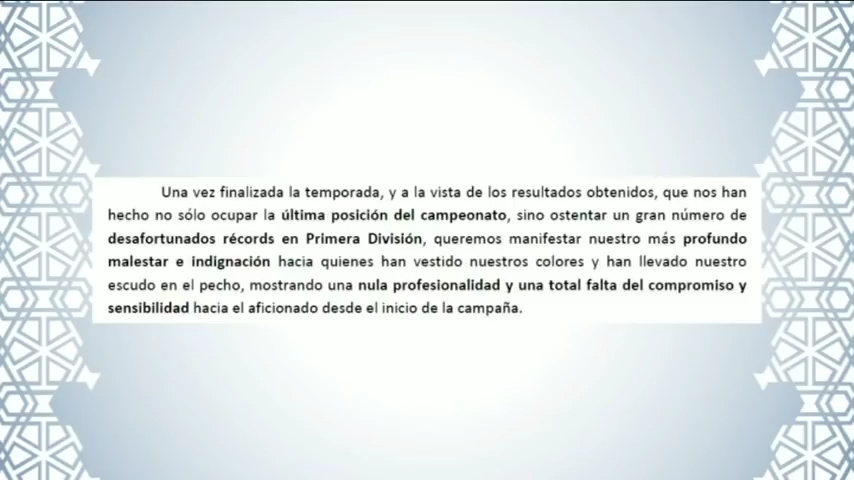 Una vez finalizada la temporada, y a la vista de los resultados obtenidos, que nos han
hecho no sólo ocupar la última posición del campeonato, sino ostentar un gran número de
desafortunados récords en Primera División, queremos manifestar nuestro más profundo
malestar e indignación hacia quienes han vestido nuestros colores y han llevado nuestro
escudo en el pecho, mostrando una nula profesionalidad y una total falta del compromiso y
sensibilidad hacia el aficionado desde el inicio de la campaña.